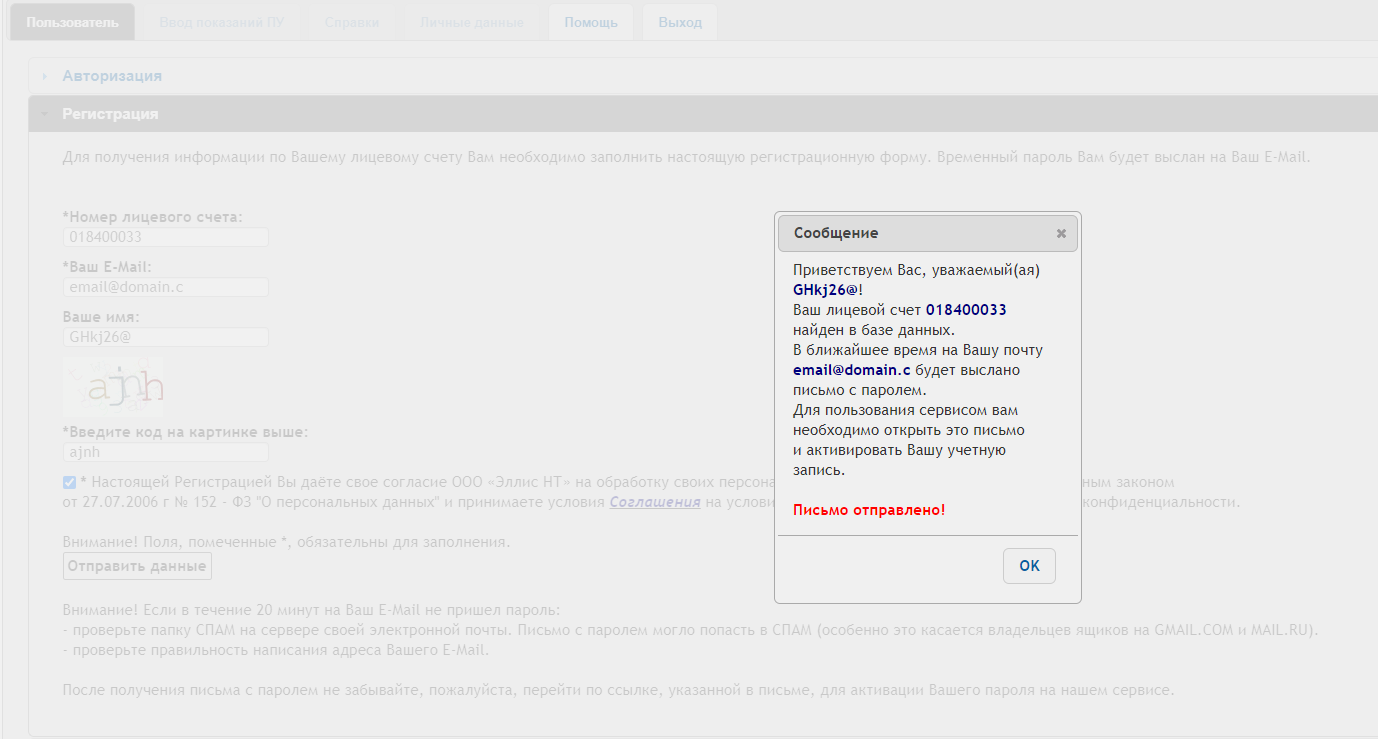 Пользователь Ввод показаний ПУ Справки Личные данные Помощь Выход
Авторизация
Регистрация
Для получения информации по Вашему лицевому счету Вам необходимо заполнить настоящую регистрационную форму. Временный пароль Вам будет выслан на Ваш E-Mail.
*Номер лицевого счета:
018400033
*Ваш E-Mail:
email@domain.c
Ваше имя:
GHkj26@
ajnh
*Введите код на картинке выше:
ajnh
* Настоящей Регистрацией Вы даёте свое согласие ООО «Эллис НТ» на обработку своих персона ным законом
от 27.07.2006 г № 152 - ФЗ "О персональных данных" и принимаете условия Соглашения на услови конфиденциальности.
Внимание! Поля, помеченные *, обязательны для заполнения.
Отправить данные
Внимание! Если в течение 20 минут на Ваш E-Mail не пришел пароль:
- проверьте папку СПАМ на сервере своей электронной почты. Письмо с паролем могло попасть в СПАМ (особенно это касается владельцев ящиков на GMAIL.COM и MAIL.RU).
- проверьте правильность написания адреса Вашего E-Mail.
После получения письма с паролем не забывайте, пожалуйста, перейти по ссылке, указанной в письме, для активации Вашего пароля на нашем сервисе.
Сообщение
Приветствуем Вас, уважаемый(ая)
GHkj26@!
Ваш лицевой счет 018400033
найден в базе данных.
В ближайшее время на Вашу почту
email@domain.c будет выслано
письмо с паролем.
Для пользования сервисом вам
необходимо открыть это письмо
и активировать Вашу учетную
запись.
Письмо отправлено!
OK